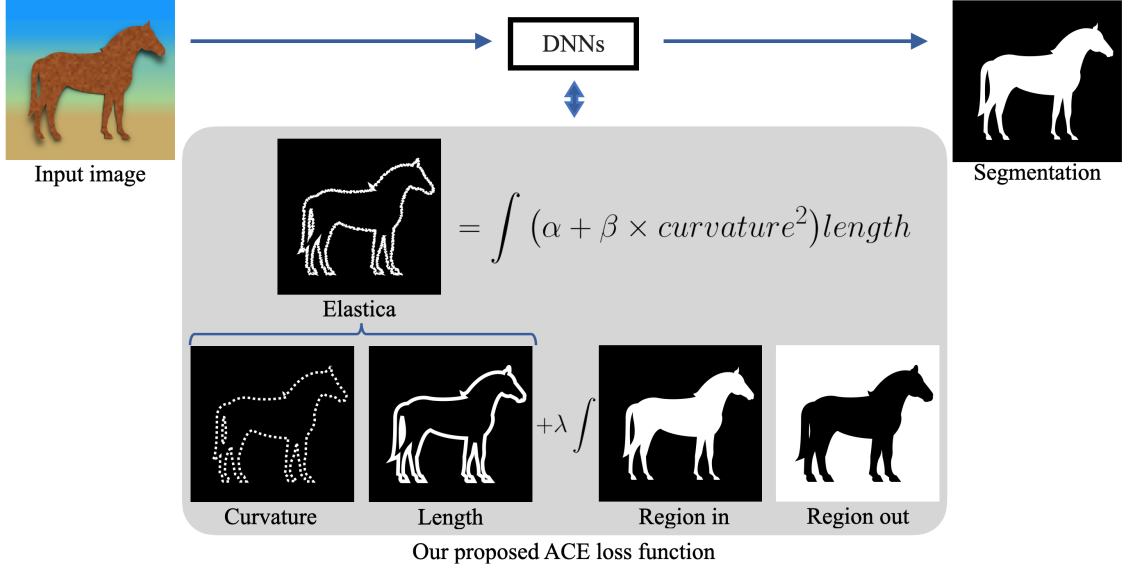 DNNs
Input image
Segmentation
= ∫ (α + β × curvature²)length
Elastica
+λ ∫
Curvature
Length
Region in
Region out
Our proposed ACE loss function